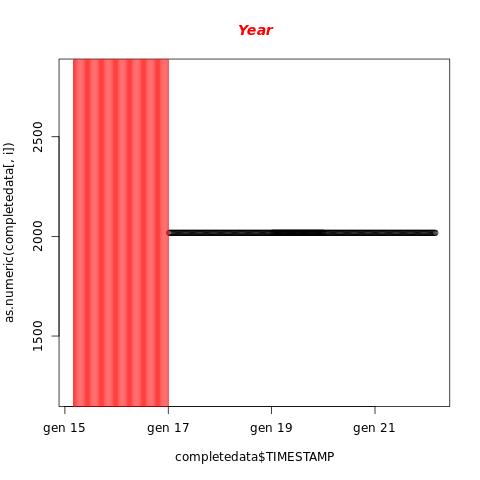 Year
as.numeric(completedata[, i])
2500
2000
1500
gen 15 gen 17 gen 19 gen 21
completedata$TIMESTAMP